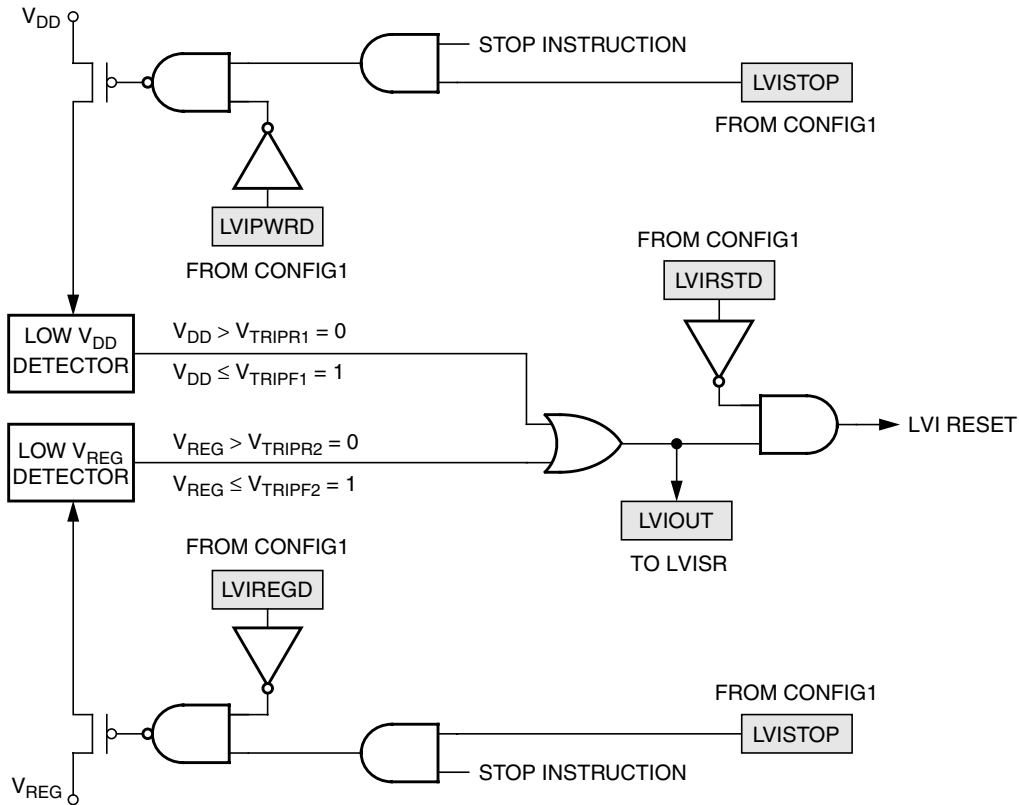 VDD
STOP INSTRUCTION
LVISTOP
FROM CONFIG1
LVIPWRD
FROM CONFIG1
FROM CONFIG1
LVIRSTD
LOW VDD
DETECTOR
VDD > VTRIPR1 = 0
VDD ≤ VTRIPF1 = 1
LVI RESET
LOW VREG
DETECTOR
VREG > VTRIPR2 = 0
VREG ≤ VTRIPF2 = 1
LVIOUT
TO LVISR
FROM CONFIG1
LVIREGD
FROM CONFIG1
LVISTOP
STOP INSTRUCTION
VREG